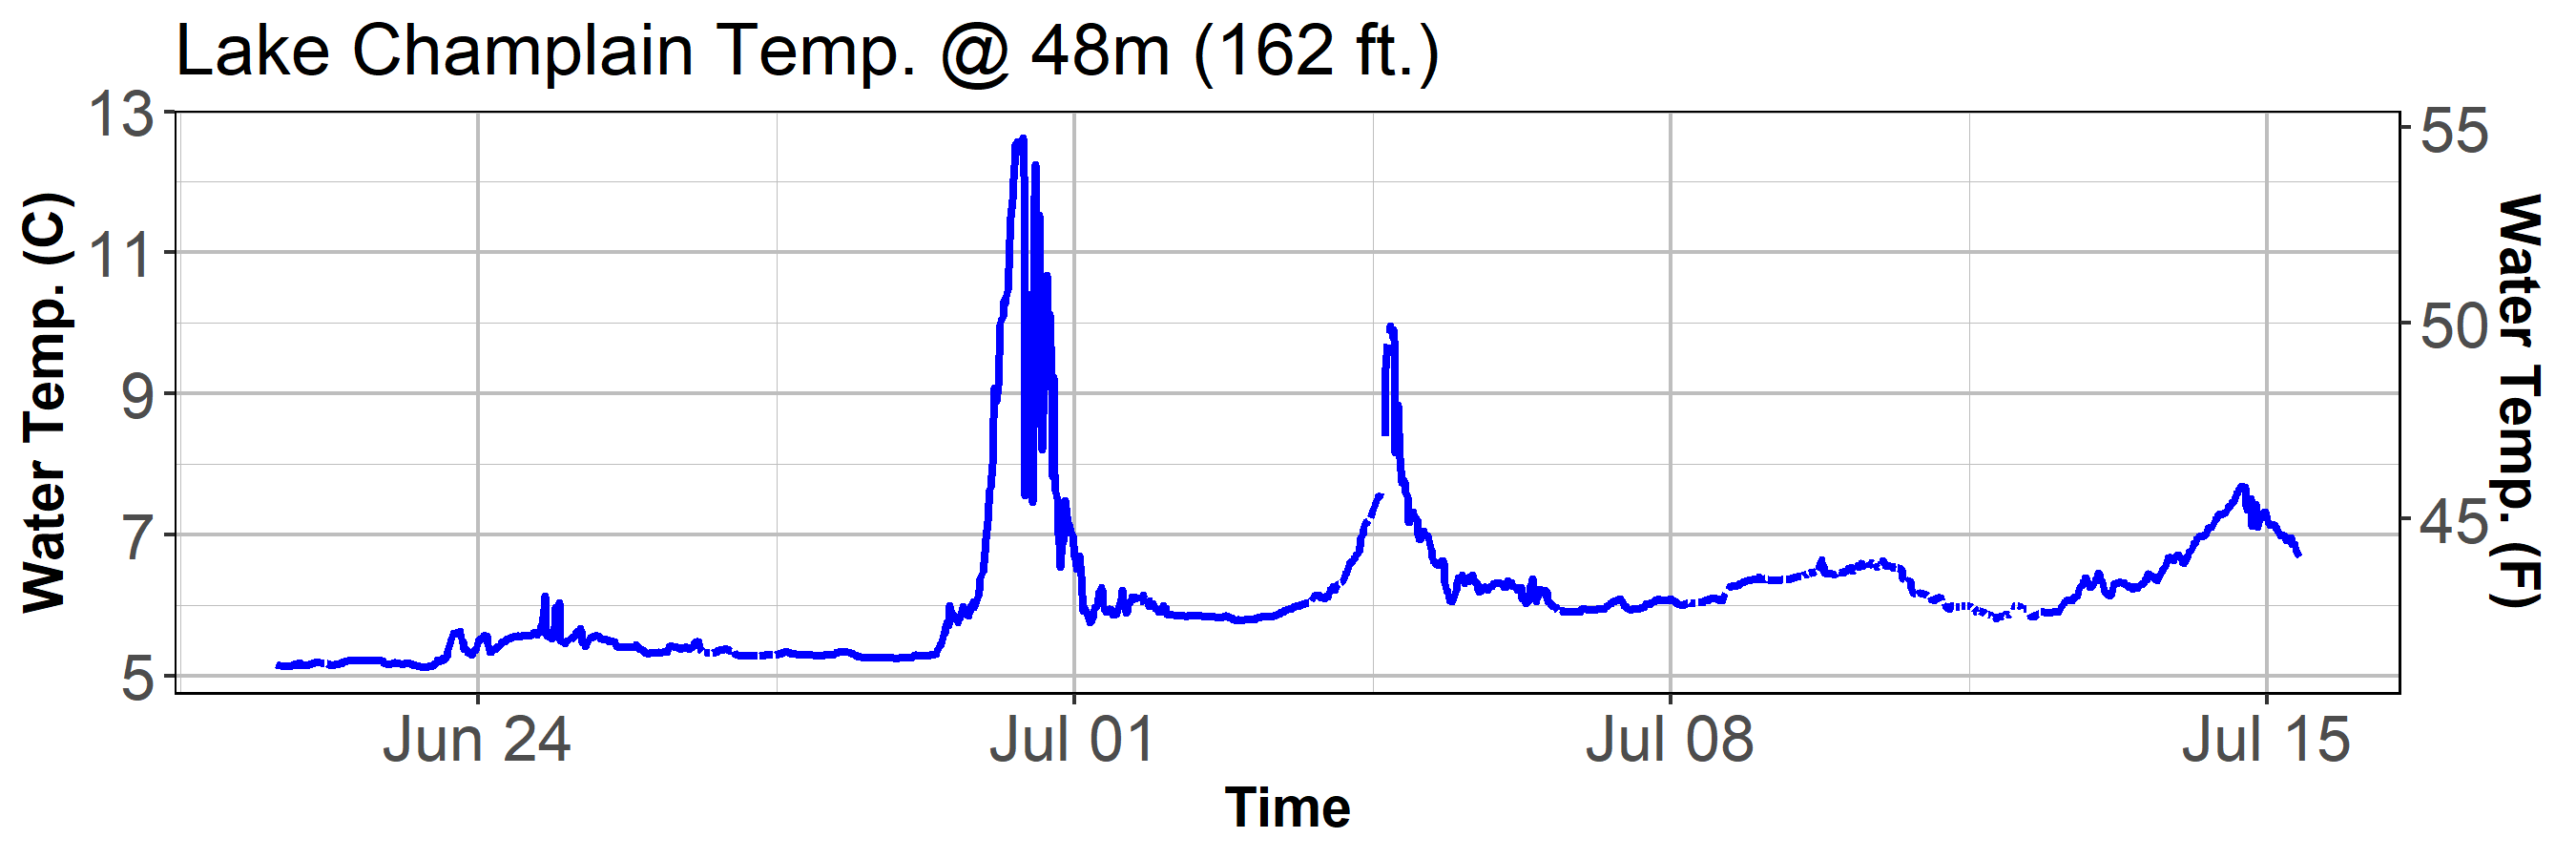 Lake Champlain Temp. @ 48m (162 ft.)
13
11
9
7
5
Water Temp. (C)
55
50
45
Water Temp. (F)
Jun 24
Jul 01
Jul 08
Jul 15
Time